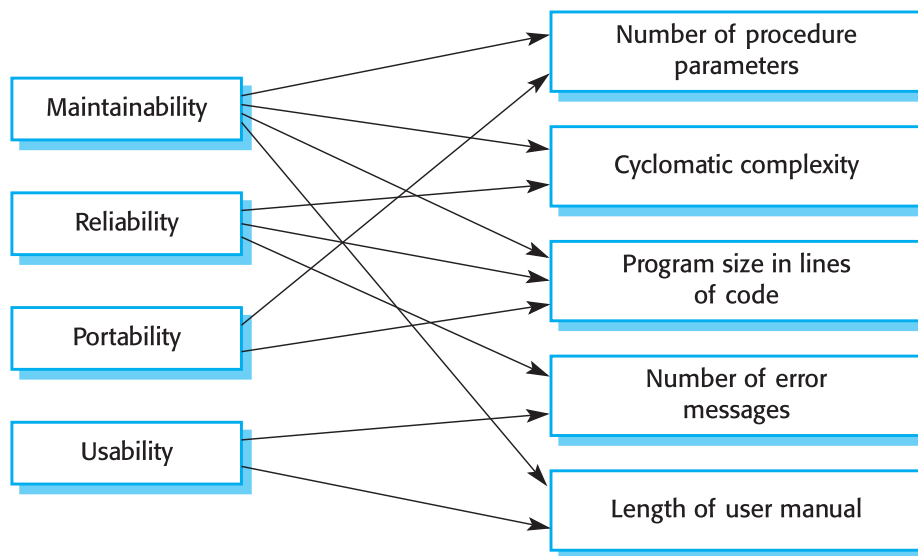 Maintainability
Reliability
Portability
Usability
Number of procedure
parameters
Cyclomatic complexity
Program size in lines
of code
Number of error
messages
Length of user manual